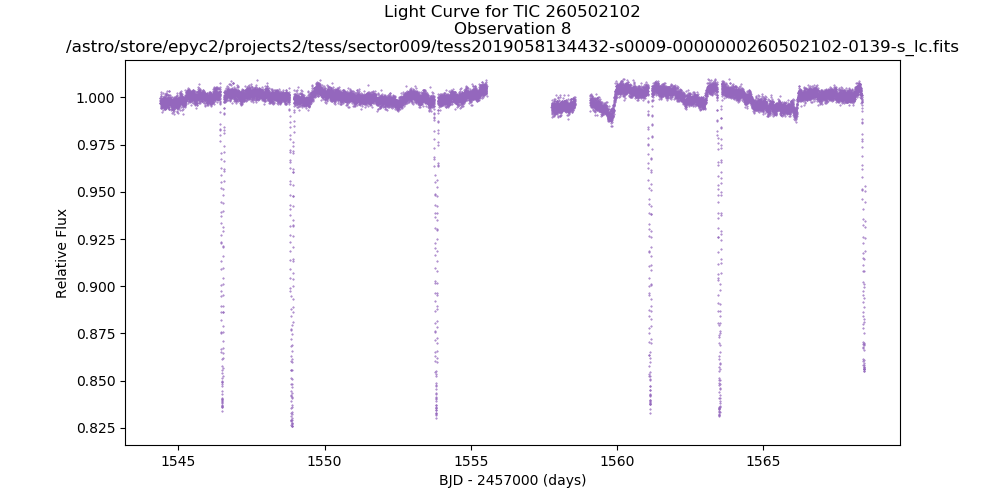 Light Curve for TIC 260502102
Observation 8
/astro/store/epyc2/projects2/tess/sector009/tess2019058134432-s0009-0000000260502102-0139-s_lc.fits
Relative Flux
1.000
0.975
0.950
0.925
0.900
0.875
0.850
0.825
1545
1550
1555
1560
1565
BJD - 2457000 (days)